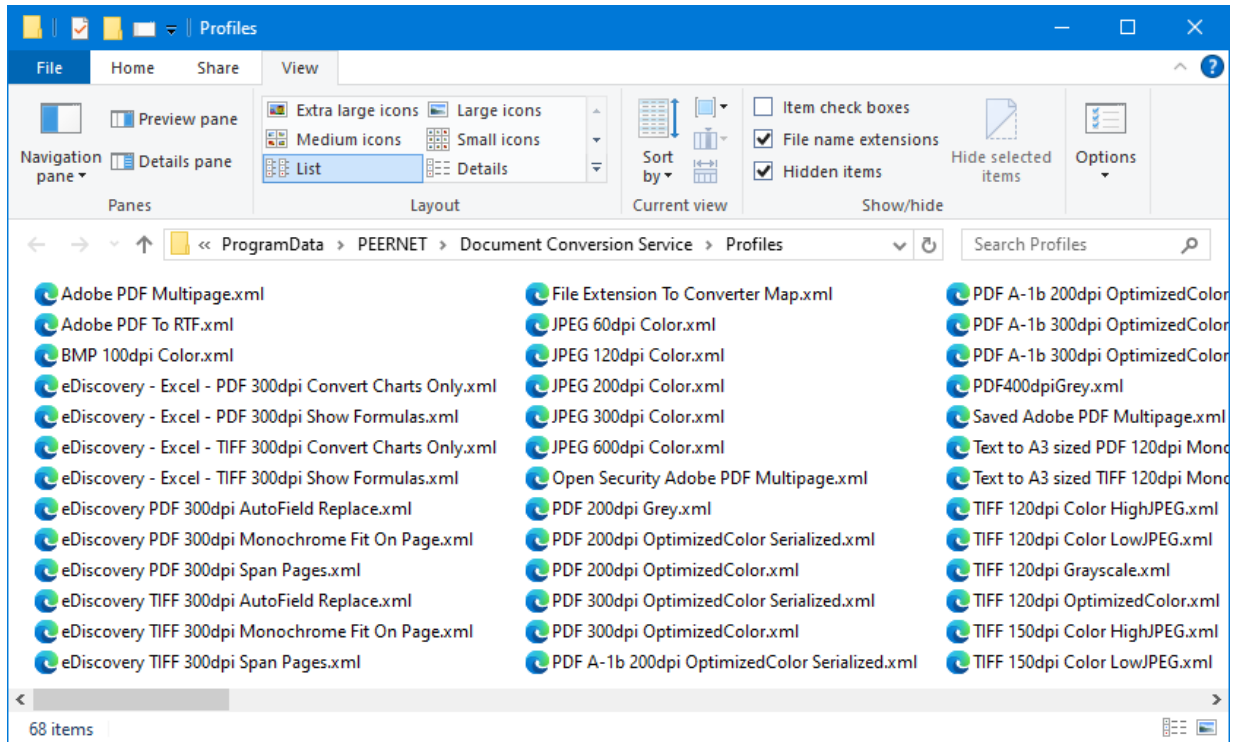 Profiles
File Home Share View
Navigation pane
Preview pane
Details pane
Panes
Extra large icons Large icons
Medium icons Small icons
List Details
Layout
Sort by
Current view
Item check boxes
File name extensions
Hidden items
Hide selected items
Show/hide
Options
« ProgramData > PEERNET > Document Conversion Service > Profiles
Search Profiles
Adobe PDF Multipage.xml
Adobe PDF To RTF.xml
BMP 100dpi Color.xml
eDiscovery - Excel - PDF 300dpi Convert Charts Only.xml
eDiscovery - Excel - PDF 300dpi Show Formulas.xml
eDiscovery - Excel - TIFF 300dpi Convert Charts Only.xml
eDiscovery - Excel - TIFF 300dpi Show Formulas.xml
eDiscovery PDF 300dpi AutoField Replace.xml
eDiscovery PDF 300dpi Monochrome Fit On Page.xml
eDiscovery PDF 300dpi Span Pages.xml
eDiscovery TIFF 300dpi AutoField Replace.xml
eDiscovery TIFF 300dpi Monochrome Fit On Page.xml
eDiscovery TIFF 300dpi Span Pages.xml
File Extension To Converter Map.xml
JPEG 60dpi Color.xml
JPEG 120dpi Color.xml
JPEG 200dpi Color.xml
JPEG 300dpi Color.xml
JPEG 600dpi Color.xml
Open Security Adobe PDF Multipage.xml
PDF 200dpi Grey.xml
PDF 200dpi OptimizedColor Serialized.xml
PDF 200dpi OptimizedColor.xml
PDF 300dpi OptimizedColor Serialized.xml
PDF 300dpi OptimizedColor.xml
PDF A-1b 200dpi OptimizedColor Serialized.xml
PDF A-1b 200dpi OptimizedColor
PDF A-1b 300dpi OptimizedColor
PDF A-1b 300dpi OptimizedColor
PDF400dpiGrey.xml
Saved Adobe PDF Multipage.xml
Text to A3 sized PDF 120dpi Mono
Text to A3 sized TIFF 120dpi Mono
TIFF 120dpi Color HighJPEG.xml
TIFF 120dpi Color LowJPEG.xml
TIFF 120dpi Grayscale.xml
TIFF 120dpi OptimizedColor.xml
TIFF 150dpi Color HighJPEG.xml
TIFF 150dpi Color LowJPEG.xml
68 items